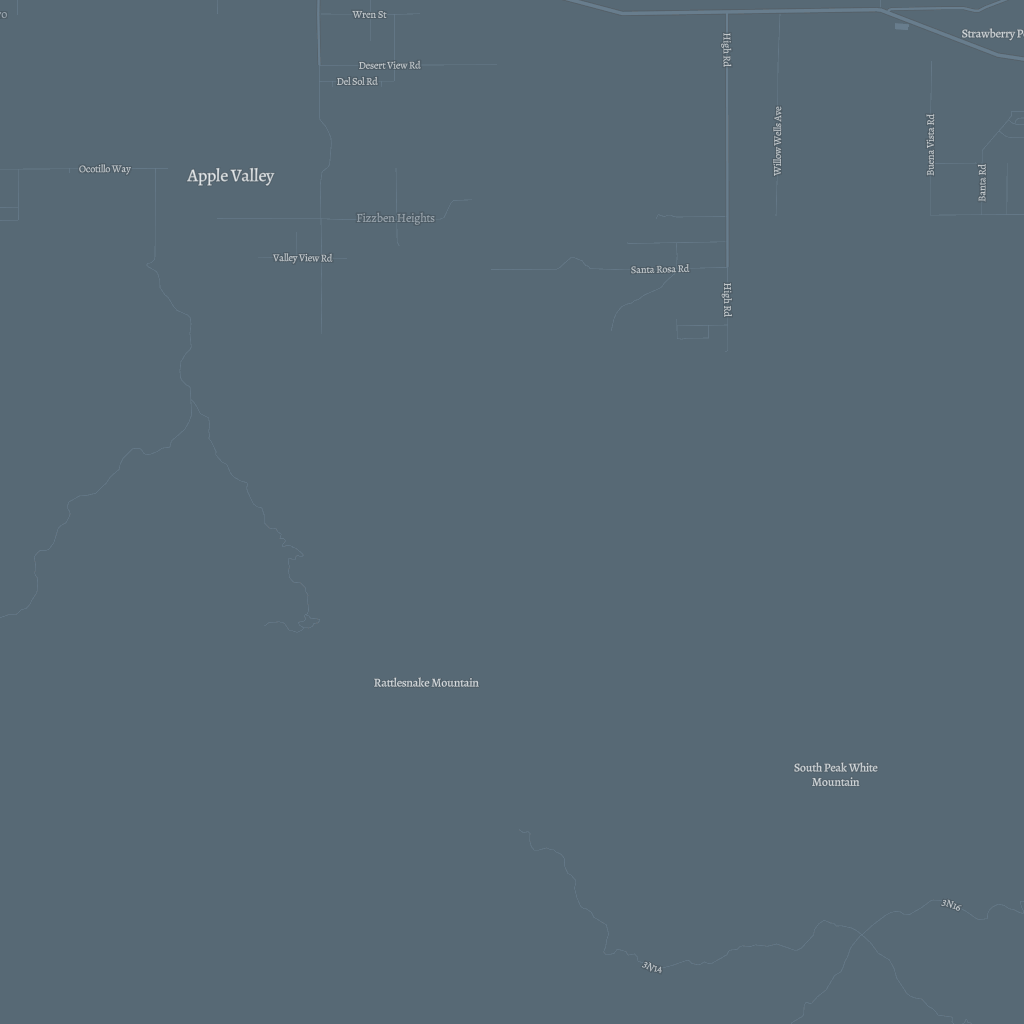 Wren St
Strawberry P
High Rd
Desert View Rd
Del Sol Rd
Willow Wells Ave
Buena Vista Rd
Ocotillo Way
Apple Valley
Banta Rd
Fizzben Heights
Valley View Rd
Santa Rosa Rd
High Rd
Rattlesnake Mountain
South Peak White
Mountain
3N16
3N14